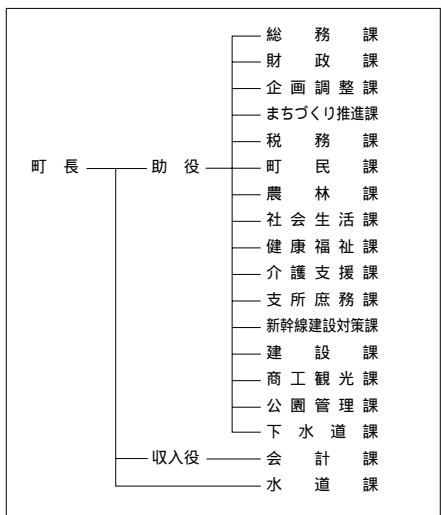 総務課
財政課
企画調整課
まちづくり推進課
税務課
町長 助役 町民課
農林課
社会生活課
健康福祉課
介護支援課
支所庶務課
新幹線建設対策課
建設課
商工観光課
公園管理課
下水道課
収入役 会計課
水道課